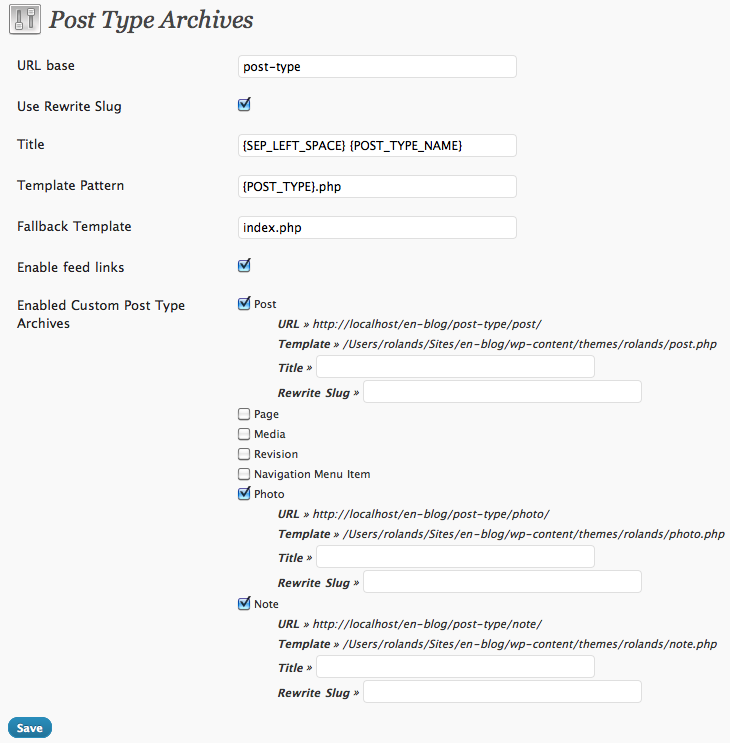 Post Type Archives
URL base
post-type
Use Rewrite Slug
Title
{SEP_LEFT_SPACE} {POST_TYPE_NAME}
Template Pattern
{POST_TYPE}.php
Fallback Template
index.php
Enable feed links
Enabled Custom Post Type
Archives
Post
URL » http://localhost/en-blog/post-type/post/
Template » /Users/rolands/Sites/en-blog/wp-content/themes/rolands/post.php
Title »
Rewrite Slug »
Page
Media
Revision
Navigation Menu Item
Photo
URL » http://localhost/en-blog/post-type/photo/
Template » /Users/rolands/Sites/en-blog/wp-content/themes/rolands/photo.php
Title »
Rewrite Slug »
Note
URL » http://localhost/en-blog/post-type/note/
Template » /Users/rolands/Sites/en-blog/wp-content/themes/rolands/note.php
Title »
Rewrite Slug »
Save